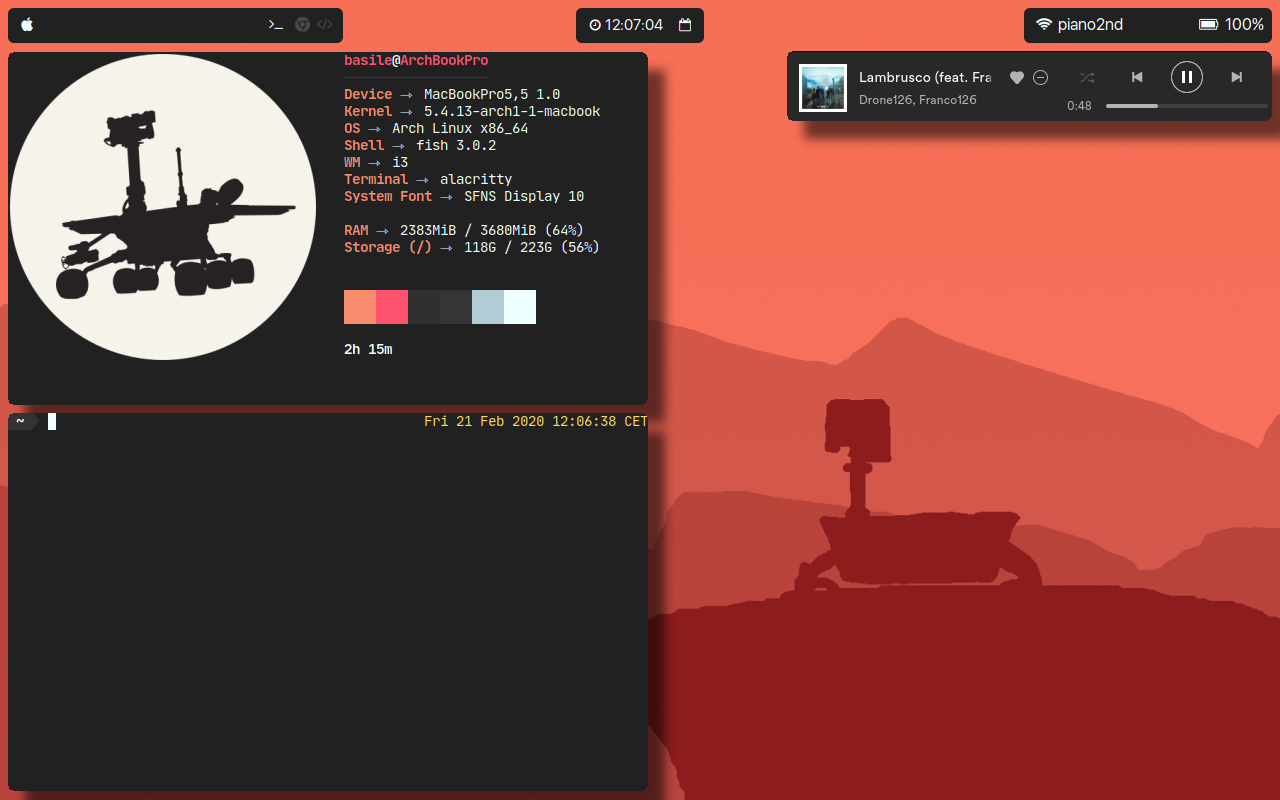 12:07:04
piano2nd 100%
basile@ArchBookPro
Device → MacBookPro5,5 1.0
Kernel → 5.4.13-arch1-1-macbook
OS → Arch Linux x86_64
Shell → fish 3.0.2
WM → i3
Terminal → alacritty
System Font → SFNS Display 10
RAM → 2383MiB / 3680MiB (64%)
Storage (/) → 118G / 223G (56%)
2h 15m
Lambrusco (feat. Fra
Drone126, Franco126
0:48
~ Fri 21 Feb 2020 12:06:38 CET